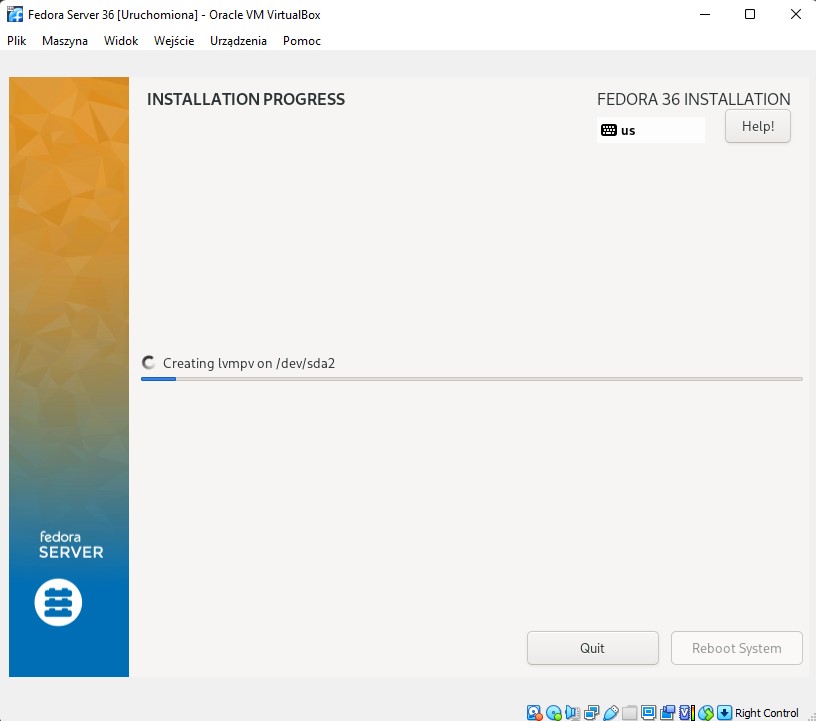 Fedora Server 36 [Uruchomiona] - Oracle VM VirtualBox
Plik Maszyna Widok Wejście Urządzenia Pomoc
INSTALLATION PROGRESS
FEDORA 36 INSTALLATION
us
Help!
Creating lvmpv on /dev/sda2
fedora
SERVER
Quit
Reboot System
Right Control